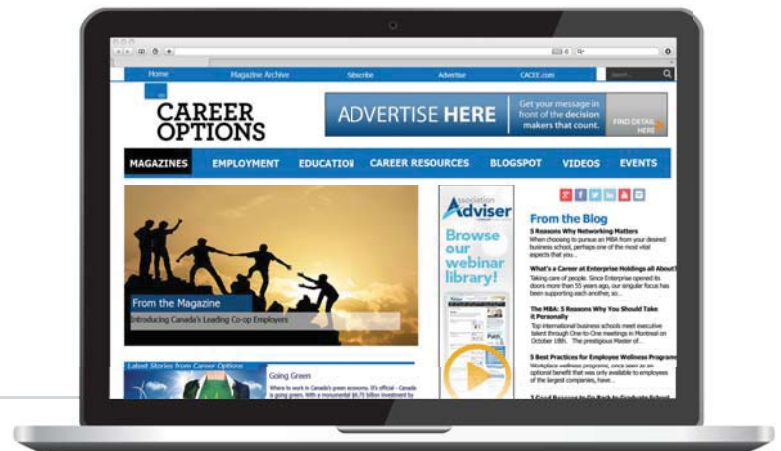 Home Magazine Archive Subscribe Advertise CACEE.com Search...
CAREER
OPTIONS
ADVERTISE HERE
Get your message in
front of the decision
makers that count.
FIND DETAIL
HERE
MAGAZINES EMPLOYMENT EDUCATION CAREER RESOURCES BLOGSPOT VIDEOS EVENTS
From the Magazine
Introducing Canada's Leading Co-op Employers
Latest Stories from Career Options
Going Green
Where to work in Canada's green economy. It's official - Canada
is going green. With a monumental $6.75 billion investment by
Association
Adviser
Browse
our
webinar
library!
From the Blog
5 Reasons Why Networking Matters
When choosing to pursue an MBA from your desired
business school, perhaps one of the most vital
aspects that you...
What's a Career at Enterprise Holdings all About?
Taking care of people. Since Enterprise opened its
doors more than 55 years ago, our singular focus has
been supporting each another, so...
The MBA: 5 Reasons Why You Should Take
it Personally
Top international business schools meet executive
talent through One-to-One meetings in Montreal on
October 18th. The prestigious Master of...
5 Best Practices for Employee Wellness Programs
Workplace wellness programs, once seen as an
optional benefit that was only available to employees
of the largest companies, have...
3 Good Reasons to Go Back to Graduate School